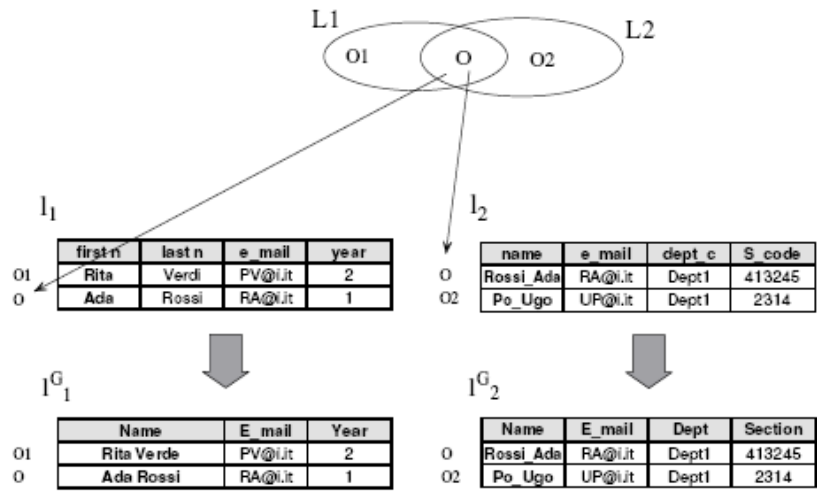 L1 L2
O1 O O2
l1 l2
first n last n e_mail year
O1 Rita Verdi PV@i.it 2
O Ada Rossi RA@i.it 1
name e_mail dept_c S_code
O Rossi_Ada RA@i.it Dept1 413245
O2 Po_Ugo UP@i.it Dept1 2314
lG1 lG2
Name E_mail Year
O1 Rita Verde PV@i.it 2
O Ada Rossi RA@i.it 1
Name E_mail Dept Section
O Rossi_Ada RA@i.it Dept1 413245
O2 Po_Ugo UP@i.it Dept1 2314